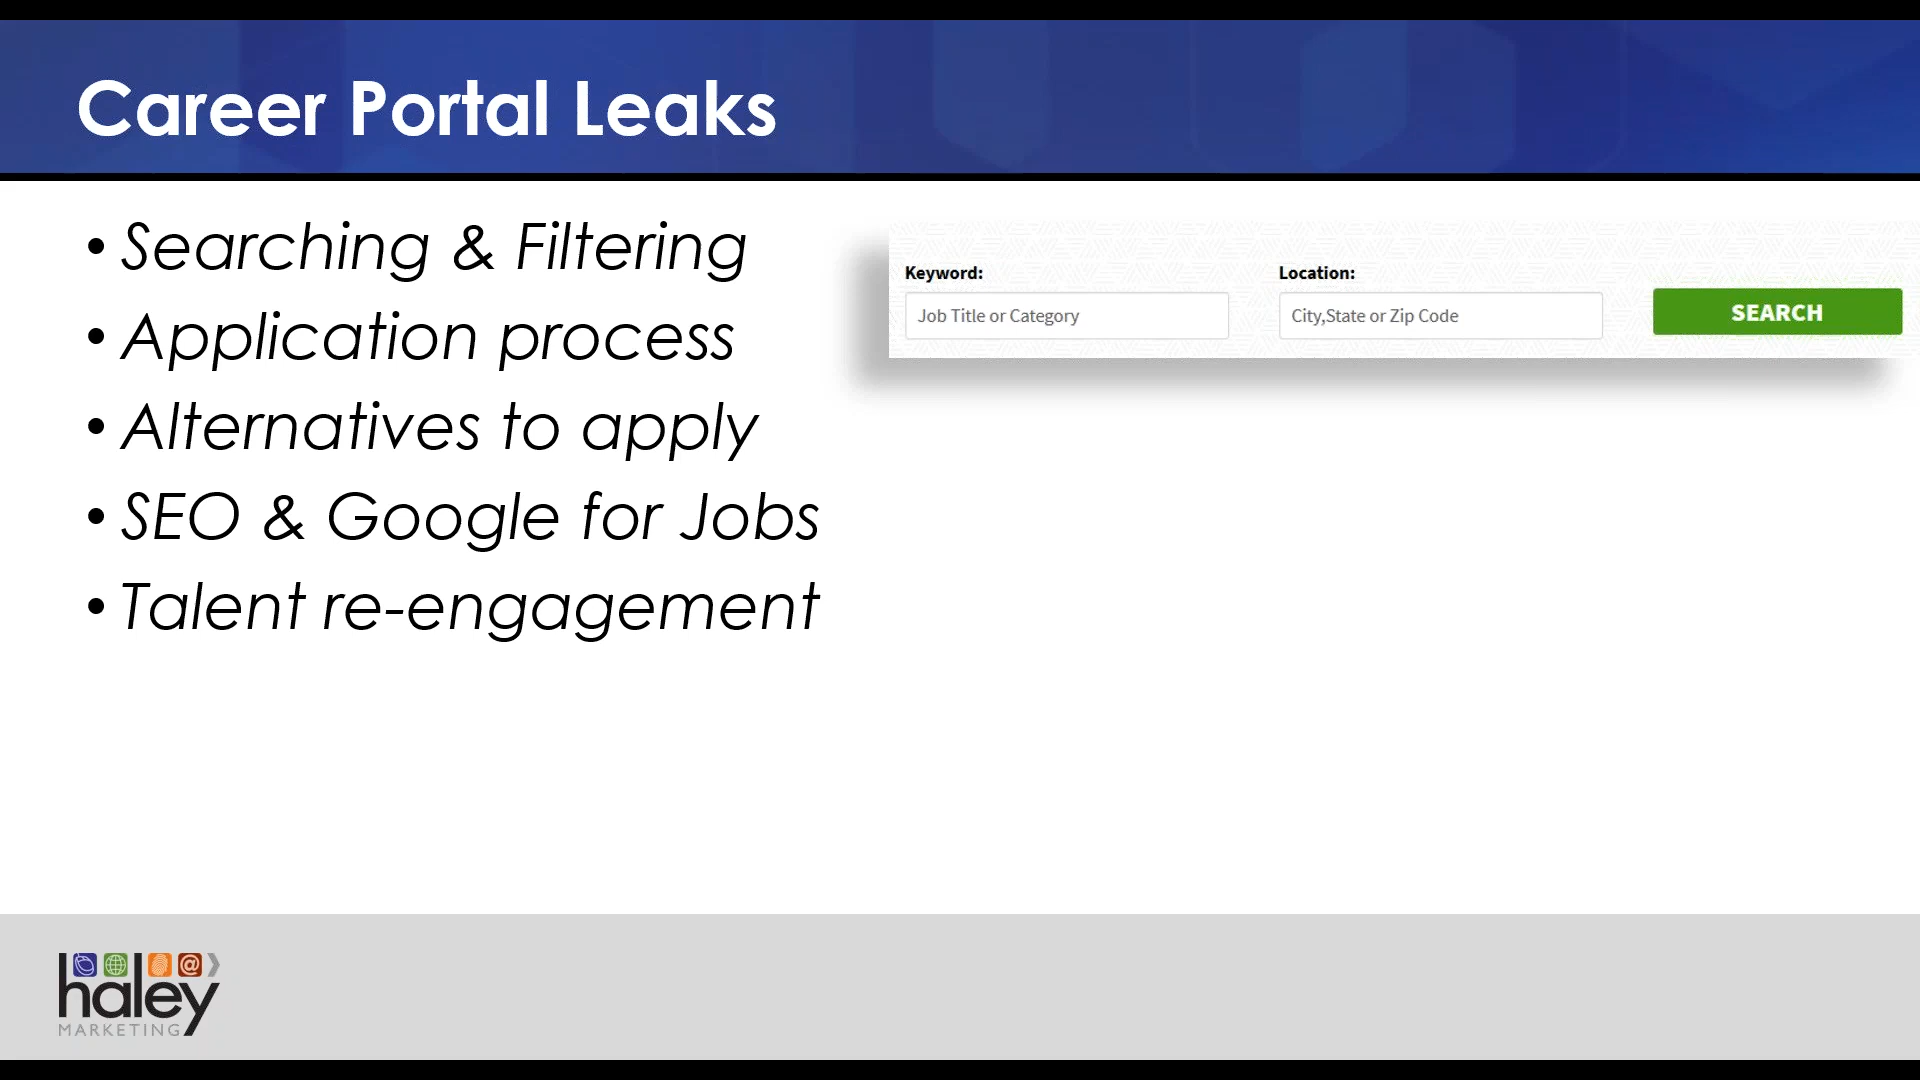 Career Portal Leaks
• Searching & Filtering
• Application process
• Alternatives to apply
• SEO & Google for Jobs
• Talent re-engagement
Keyword: Location:
Job Title or Category City,State or Zip Code SEARCH
haley
MARKETING